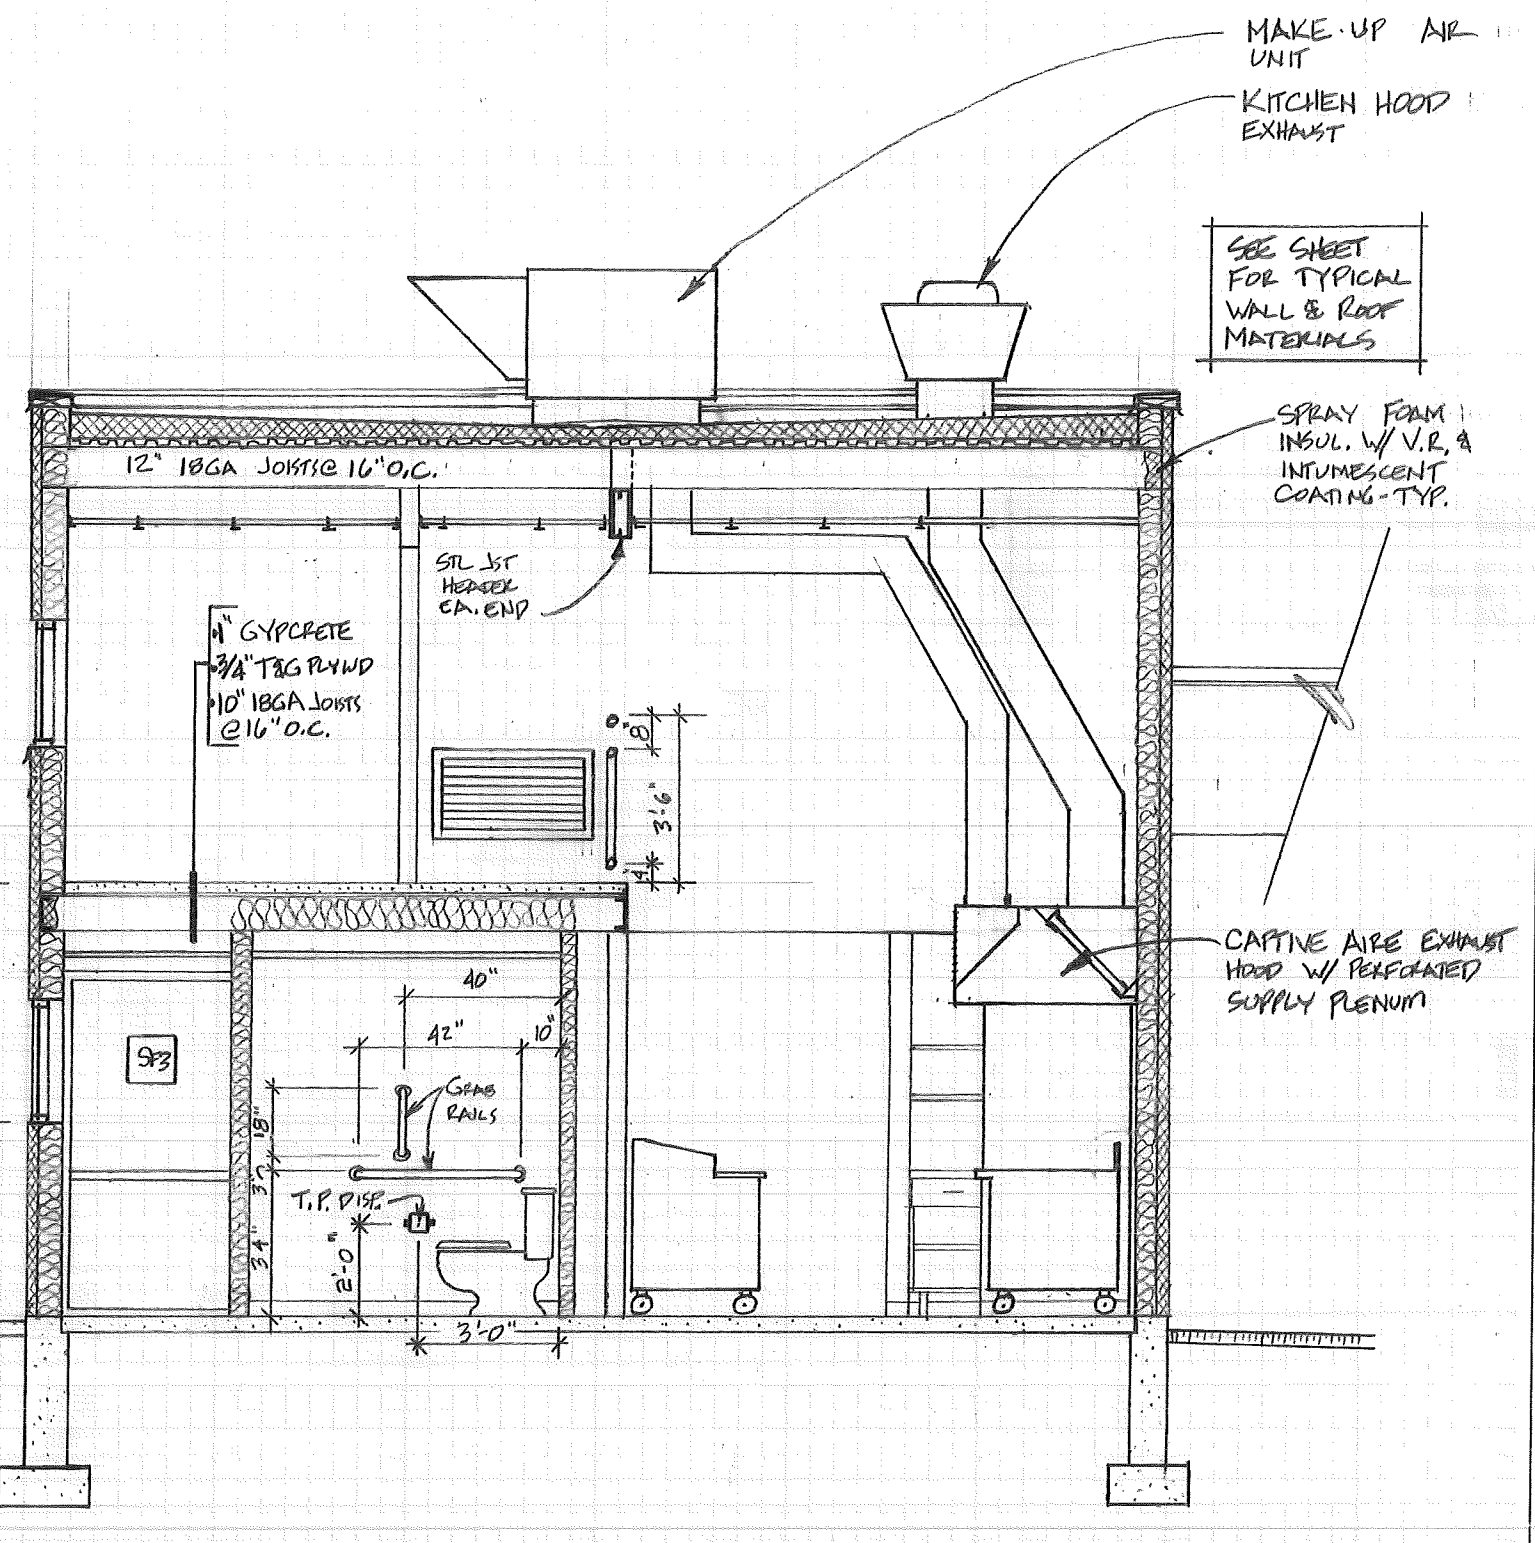 MAKE-UP AIR
UNIT
KITCHEN HOOD
EXHAUST
SEE SHEET
FOR TYPICAL
WALL & ROOF
MATERIALS
SPRAY FOAM
INSUL. W/ V.R. &
INTUMESCENT
COATING-TYP.
12" 18GA JOISTS@ 16" O.C.
STL JST
HEADER
EA. END
1" GYPCRETE
3/4" T&G PLYWD
10" 18GA JOISTS
@16" O.C.
8"
3'-6"
4"
CAPTIVE AIRE EXHAUST
HOOD W/ PERFORATED
SUPPLY PLENUM
40"
42"
10"
SF3
GRAB
RAILS
18"
3"
T.P. DISP.
34"
2'-0"
3'-0"